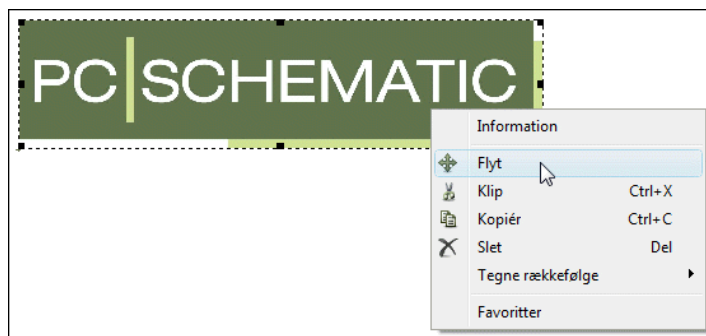 PC SCHEMATIC
Information
Flyt
Klip Ctrl+X
Kopiér Ctrl+C
Slet Del
Tegne rækkefølge
Favoritter